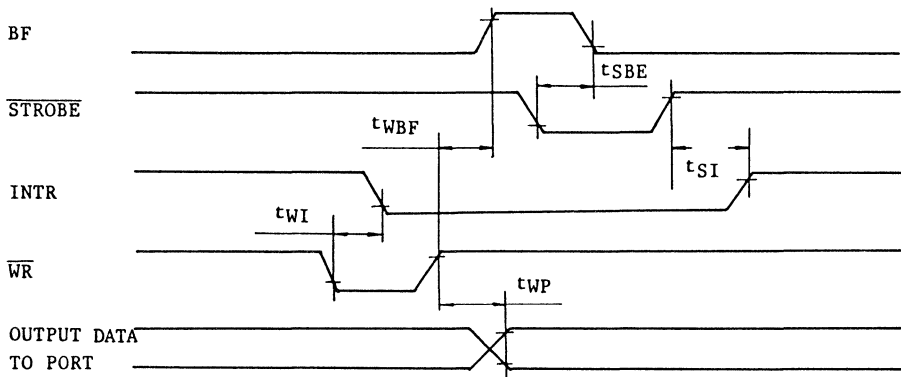 BF
tSBE
STROBE
tWBF
tSI
INTR
tWI
WR
tWP
OUTPUT DATA
TO PORT